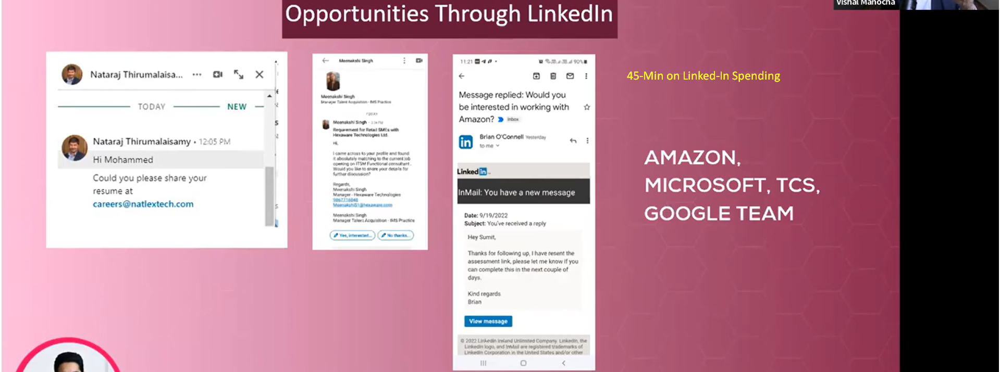 Vishal Manocha
Opportunities Through LinkedIn
Nataraj Thirumalaisa...
TODAY
NEW
Nataraj Thirumalaisamy • 12:05 PM
Hi Mohammed
Could you please share your
resume at
careers@natlextech.com
Meenakshi Singh
Meenakshi Singh
Manager Talent Acquisition - IMS Practice
TODAY
Meenakshi Singh • 3:34 PM
Requirement for Retail SMEs with
Hexaware Technologies Ltd.
Hi,
I came across to your profile and found
it absolutely matching to the current job
opening on ITSM Functional consultant .
Would you like to share your details for
further discussion?
Regards,
Meenakshi Singh
Manager - Hexaware Technologies
9867716848
MeenakshiS1@hexaware.com
Meenakshi Singh
Manager Talent Acquisition - IMS Practice
Yes, interested...
No thanks...
11:21
90%
Message replied: Would you
be interested in working with
Amazon?
Inbox
Brian O'Connell Yesterday
to me
LinkedIn
InMail: You have a new message
Date: 9/19/2022
Subject: You've received a reply
Hey Sumit,
Thanks for following up, I have resent the
assessment link, please let me know if you
can complete this in the next couple of
days.
Kind regards
Brian
View message
© 2022 LinkedIn Ireland Unlimited Company. LinkedIn, the
LinkedIn logo, and InMail are registered trademarks of
LinkedIn Corporation in the United States and/or other
45-Min on Linked-In Spending
AMAZON,
MICROSOFT, TCS,
GOOGLE TEAM